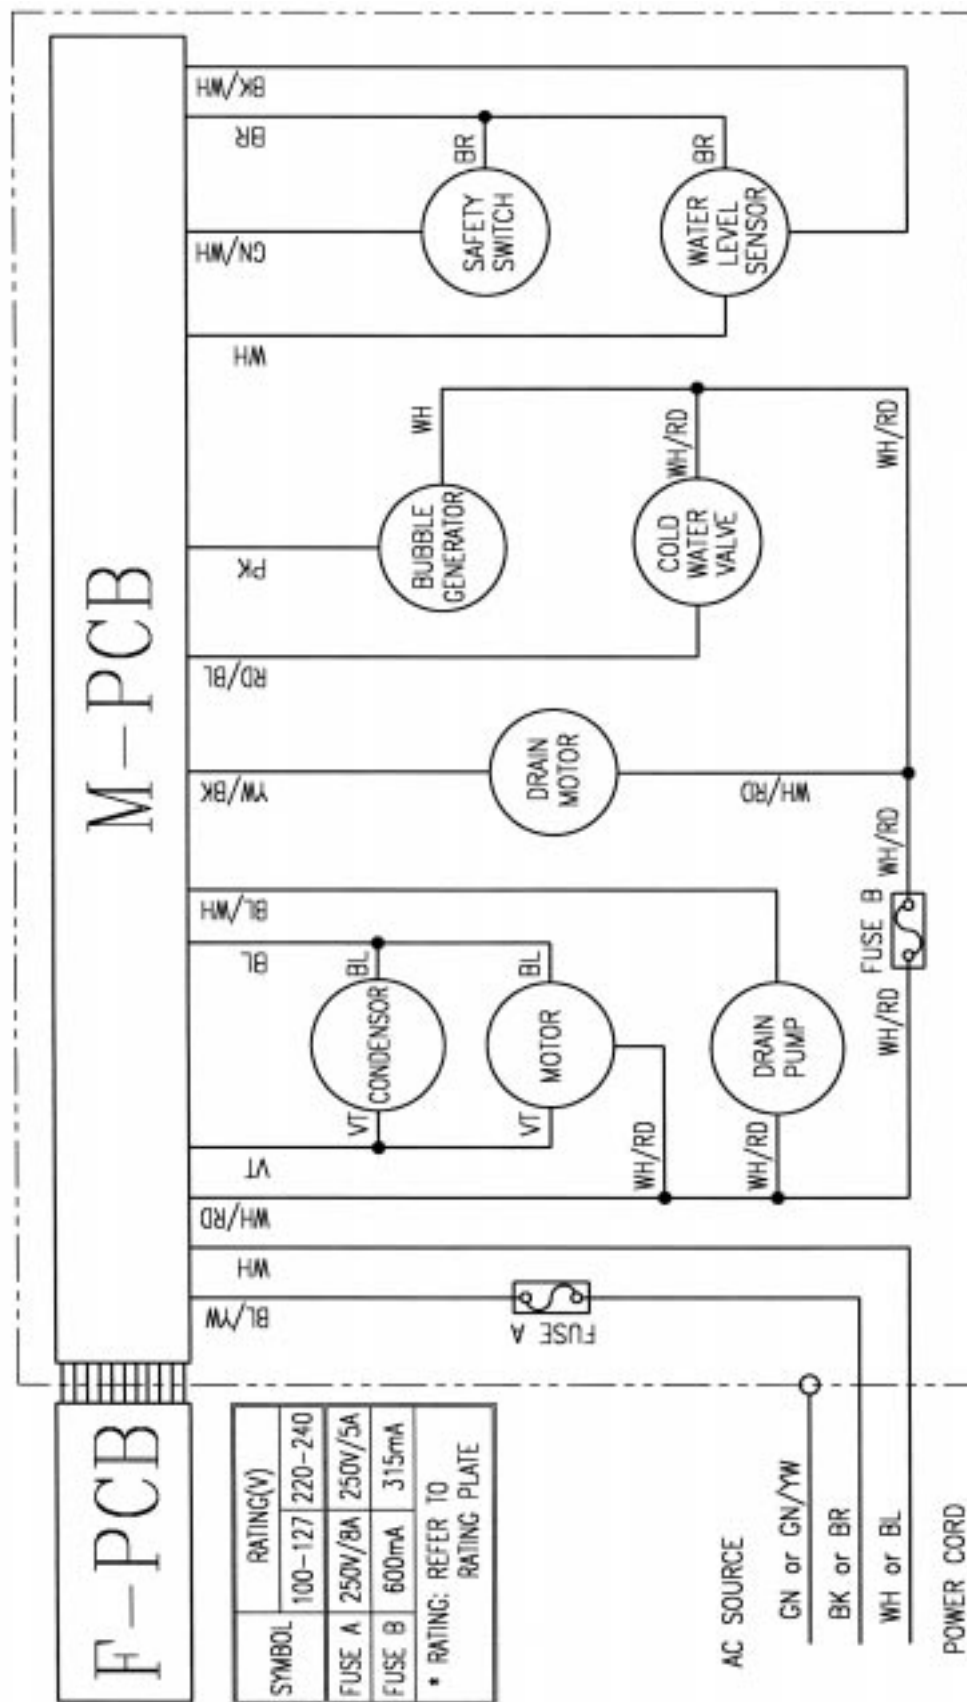 F-PCB
M-PCB
BL/YW
WH
WH/RD
VT
BL
BL/WH
YW/BK
RD/BL
PK
WH
GN/WH
BR
BK/WH
VT
CONDENSOR
BL
VT
MOTOR
BL
WH/RD
WH/RD
DRAIN
PUMP
DRAIN
MOTOR
WH/RD
BUBBLE
GENERATOR
WH
COLD
WATER
VALVE
WH/RD
SAFETY
SWITCH
BR
WATER
LEVEL
SENSOR
BR
FUSE A
WH/RD
FUSE B
WH/RD
WH/RD
SYMBOL RATING(V)
100-127 220-240
FUSE A 250V/8A 250V/5A
FUSE B 600mA 315mA
* RATING: REFER TO
RATING PLATE
AC SOURCE
GN or GN/YW
BK or BR
WH or BL
POWER CORD